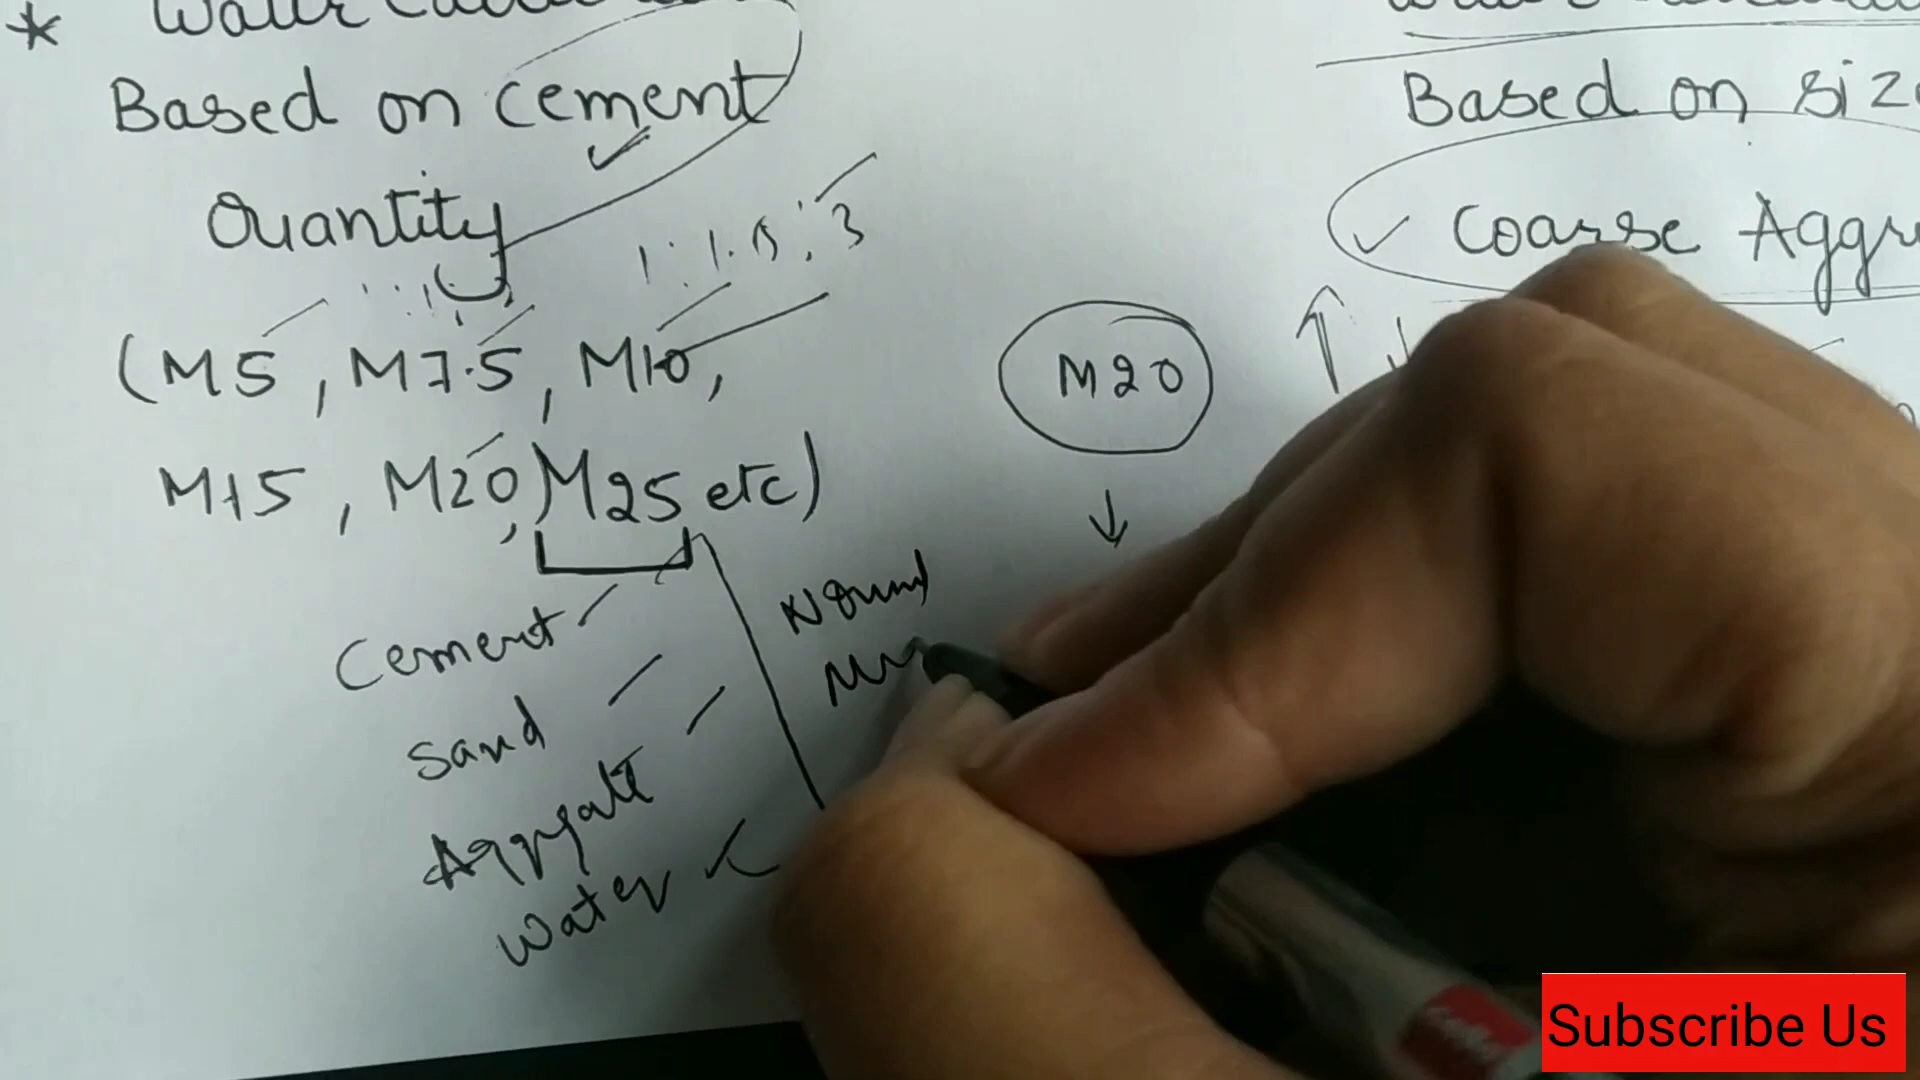 * Water
Based on cement
Quantity
1:1.5:3
(M5, M7.5, M10,
M15, M20, M25 etc)
Cement
Sand
Aggregate
Water
M20
Based on siz
Coarse Aggr
Subscribe Us